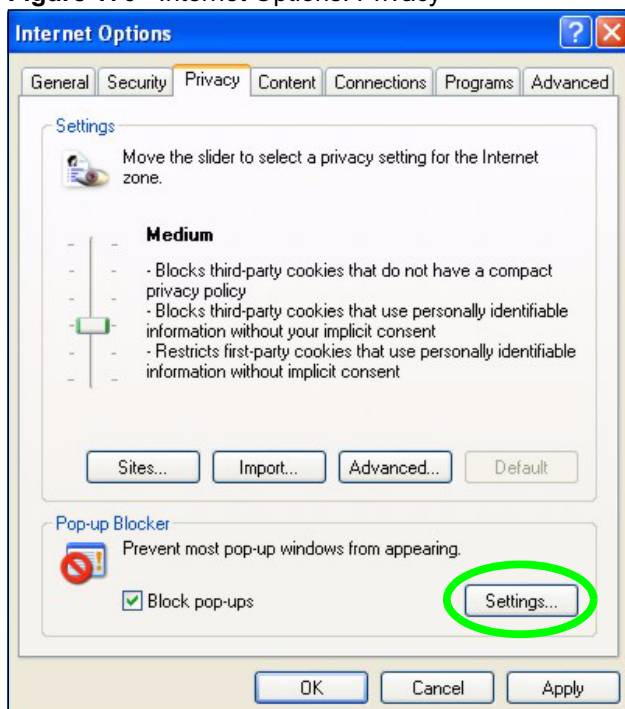 Internet Options
General Security Privacy Content Connections Programs Advanced
Settings
Move the slider to select a privacy setting for the Internet
zone.
Medium
- Blocks third-party cookies that do not have a compact
privacy policy
- Blocks third-party cookies that use personally identifiable
information without your implicit consent
- Restricts first-party cookies that use personally identifiable
information without implicit consent
Sites... Import... Advanced... Default
Pop-up Blocker
Prevent most pop-up windows from appearing.
Block pop-ups Settings...
OK Cancel Apply